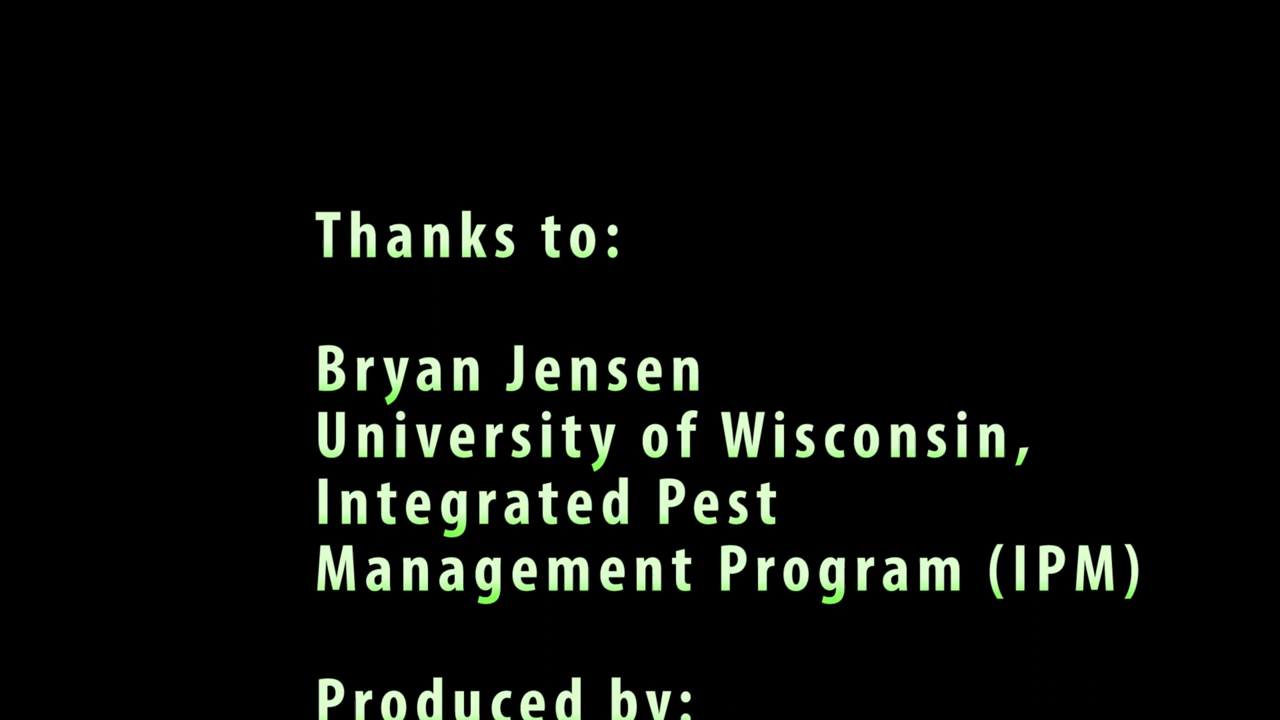 Thanks to:
Bryan Jensen
University of Wisconsin,
Integrated Pest
Management Program (IPM)
Produced by: